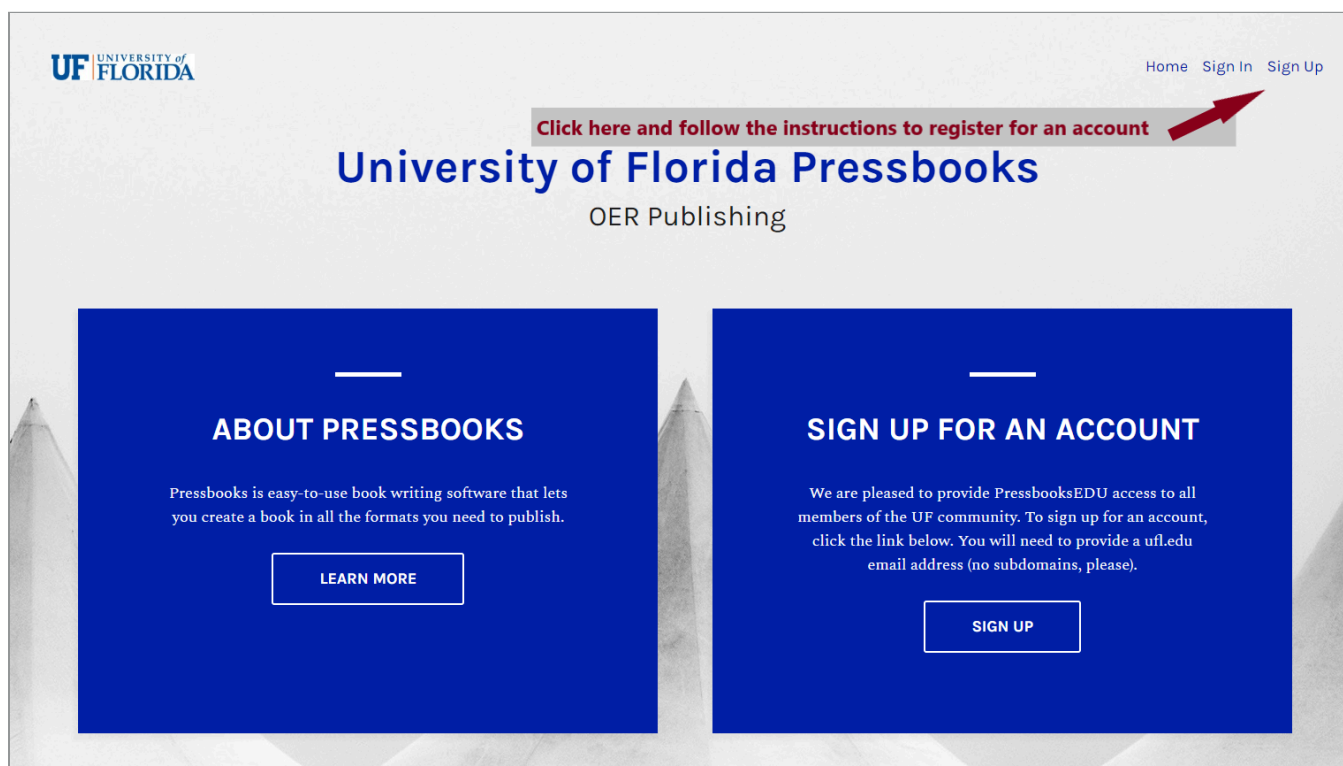 UF UNIVERSITY of
FLORIDA
Home Sign In Sign Up
Click here and follow the instructions to register for an account
University of Florida Pressbooks
OER Publishing
ABOUT PRESSBOOKS
Pressbooks is easy-to-use book writing software that lets
you create a book in all the formats you need to publish.
LEARN MORE
SIGN UP FOR AN ACCOUNT
We are pleased to provide PressbooksEDU access to all
members of the UF community. To sign up for an account,
click the link below. You will need to provide a ufl.edu
email address (no subdomains, please).
SIGN UP